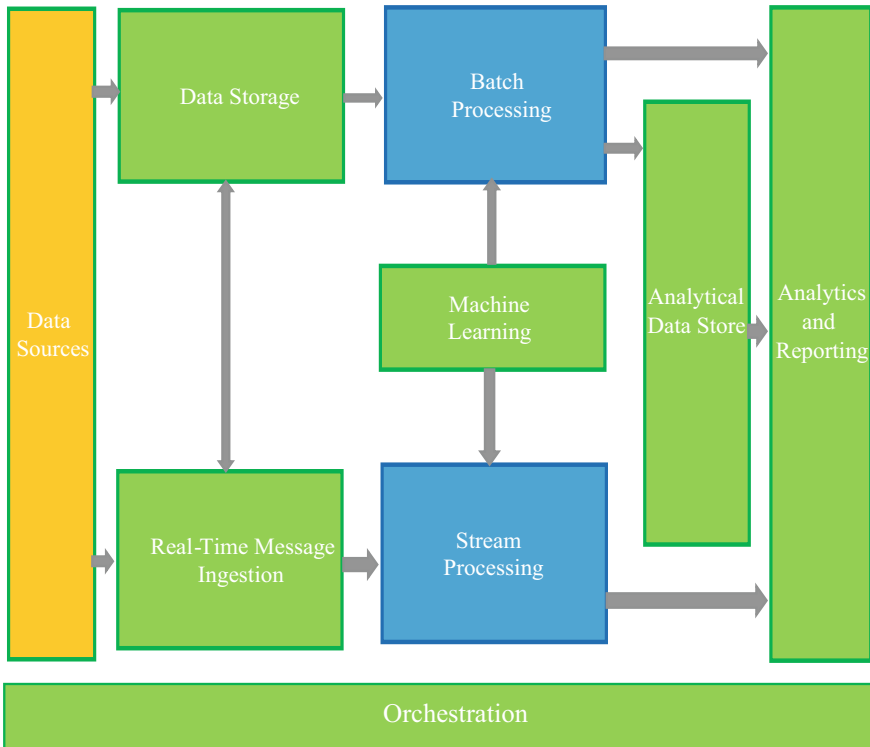 Data Storage
Batch
Processing
Data
Sources
Machine
Learning
Analytical
Data Store
Analytics
and
Reporting
Real-Time Message
Ingestion
Stream
Processing
Orchestration